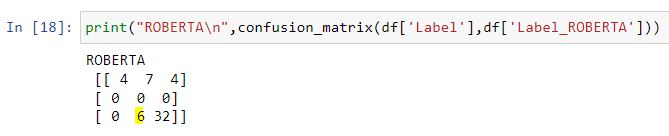 In [18]: print("ROBERTA\n",confusion_matrix(df['Label'],df['Label_ROBERTA']))
ROBERTA
[[ 4 7 4]
[ 0 0 0]
[ 0 6 32]]